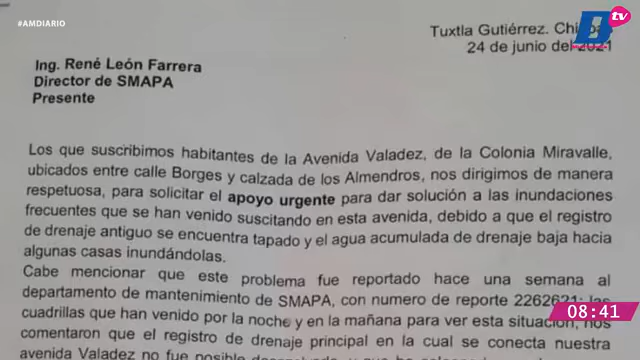 #AMDIARIO
B tv
Tuxtla Gutiérrez. 
24 de junio del 2021
Ing. René León Farrera
Director de SMAPA
Presente
Los que suscribimos habitantes de la Avenida Valadez, de la Colonia Miravalle,
ubicados entre calle Borges y calzada de los Almendros, nos dirigimos de manera
respetuosa, para solicitar el apoyo urgente para dar solución a las inundaciones
frecuentes que se han venido suscitando en esta avenida, debido a que el registro
de drenaje antiguo se encuentra tapado y el agua acumulada de drenaje baja hacia
algunas casas inundándolas.
Cabe mencionar que este problema fue reportado hace una semana al
departamento de mantenimiento de SMAPA, con numero de reporte 2262621; las
cuadrillas que han venido por la noche y en la mañana para ver esta situación, nos
comentaron que el registro de drenaje principal en la cual se conecta nuestra
avenida Valadez no fue posible
08:41